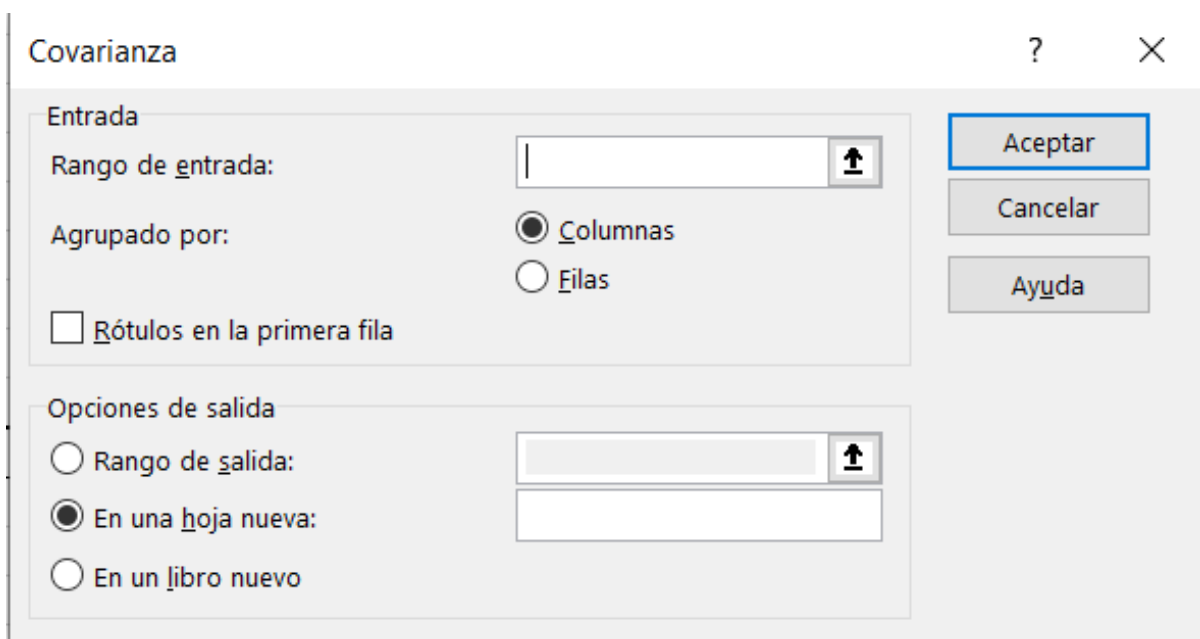 Covarianza
Entrada
Rango de entrada:
Agrupado por:
Columnas
Filas
Rótulos en la primera fila
Opciones de salida
Rango de salida:
En una hoja nueva:
En un libro nuevo
Aceptar
Cancelar
Ayuda